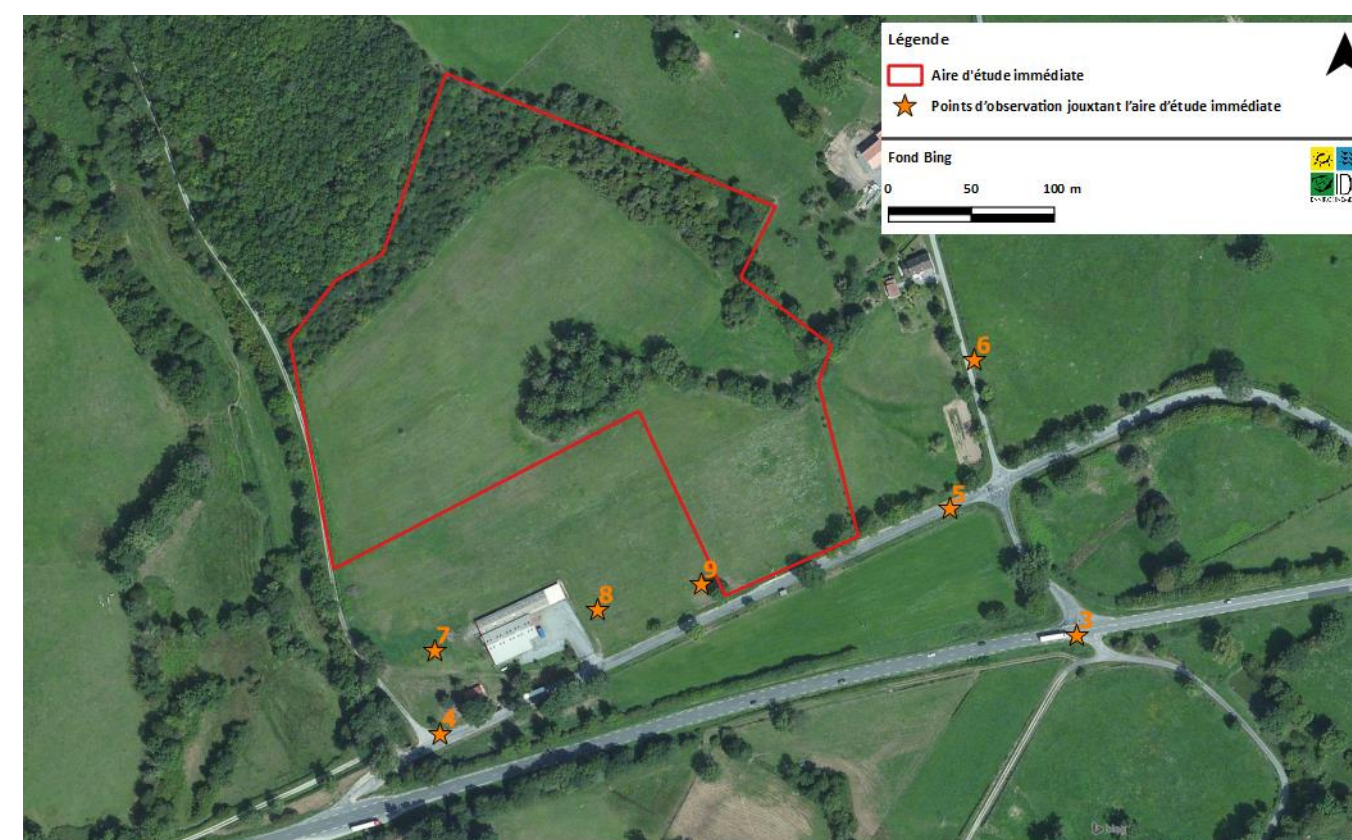 Légende
Aire d'étude immédiate
Points d'observation jouxtant l'aire d'étude immédiate
Fond Bing
0 50 100 m
6
5
9
8
3
7
4
bing